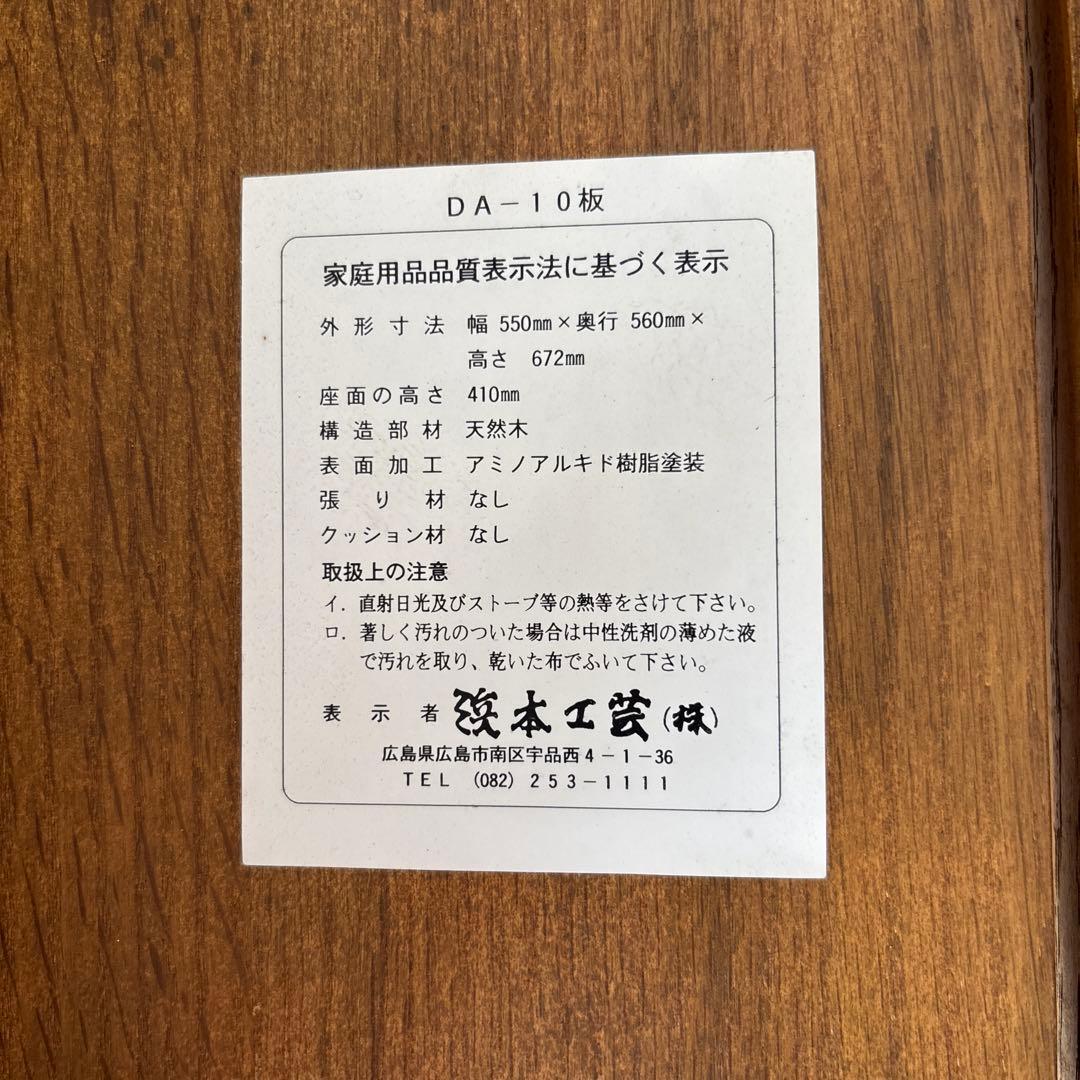 DA-10板
家庭用品品質表示法に基づく表示
外形寸法 幅 550mm×奥行 560mm×
高さ 672mm
座面の高さ 410mm
構造部材 天然木
表面加工 アミノアルキド樹脂塗装
張り材 なし
クッション材 なし
取扱上の注意
イ. 直射日光及びストーブ等の熱等をさけて下さい。
ロ. 著しく汚れのついた場合は中性洗剤の薄めた液
で汚れを取り、乾いた布でふいて下さい。
表示者 浜本工芸(株)
広島県広島市南区宇品西4-1-36
TEL (082) 253-1111